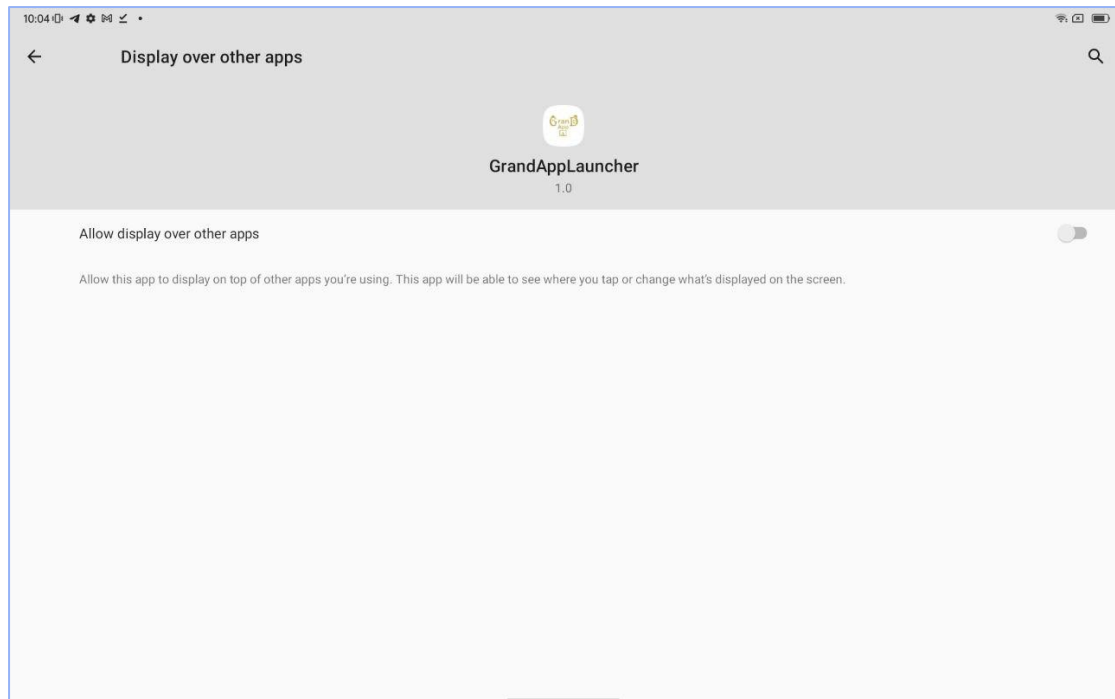 10:04
Display over other apps
GranD
App
GrandAppLauncher
1.0
Allow display over other apps
Allow this app to display on top of other apps you're using. This app will be able to see where you tap or change what's displayed on the screen.